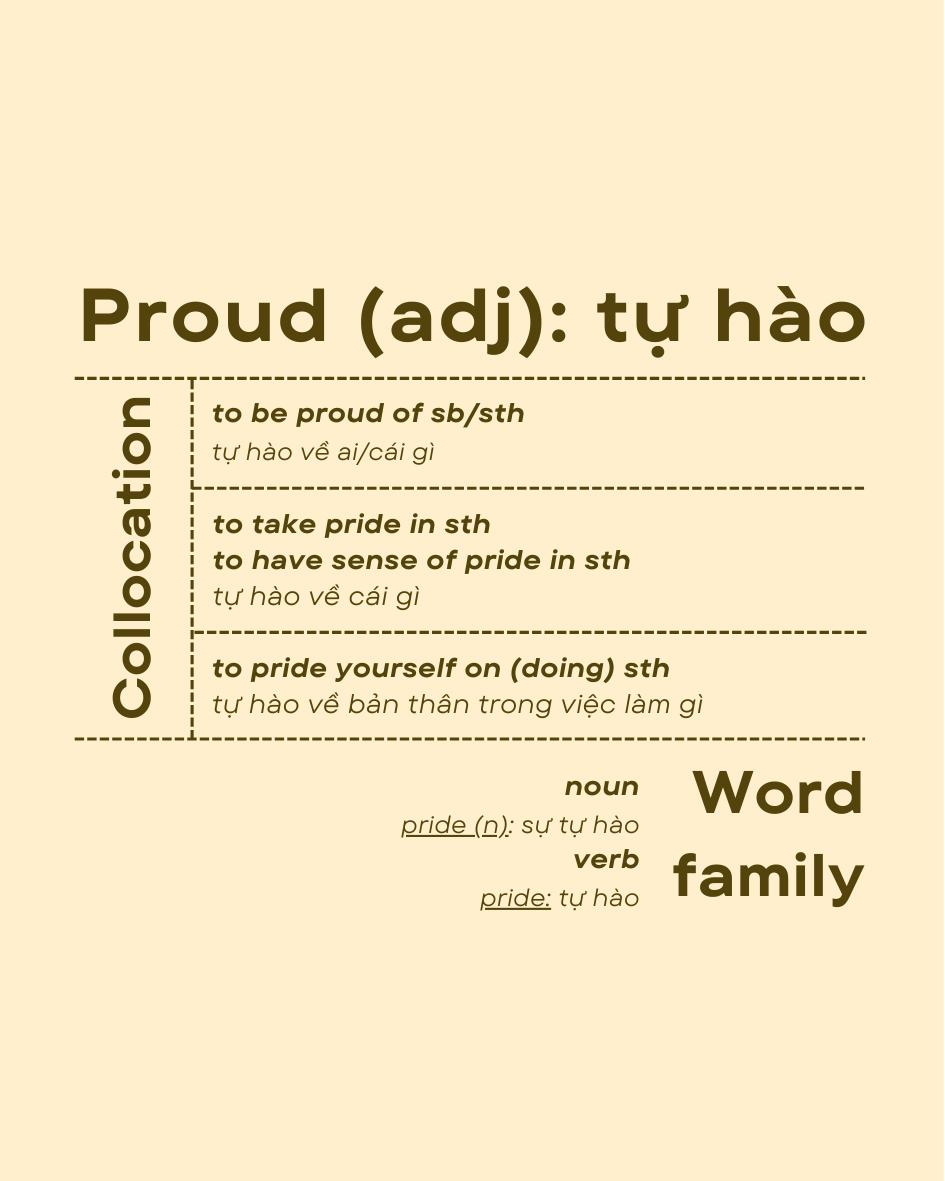 Proud (adj): tự hào
Collocation
to be proud of sb/sth
tự hào về ai/cái gì
to take pride in sth
to have sense of pride in sth
tự hào về cái gì
to pride yourself on (doing) sth
tự hào về bản thân trong việc làm gì
Word
family
noun
pride (n): sự tự hào
verb
pride: tự hào